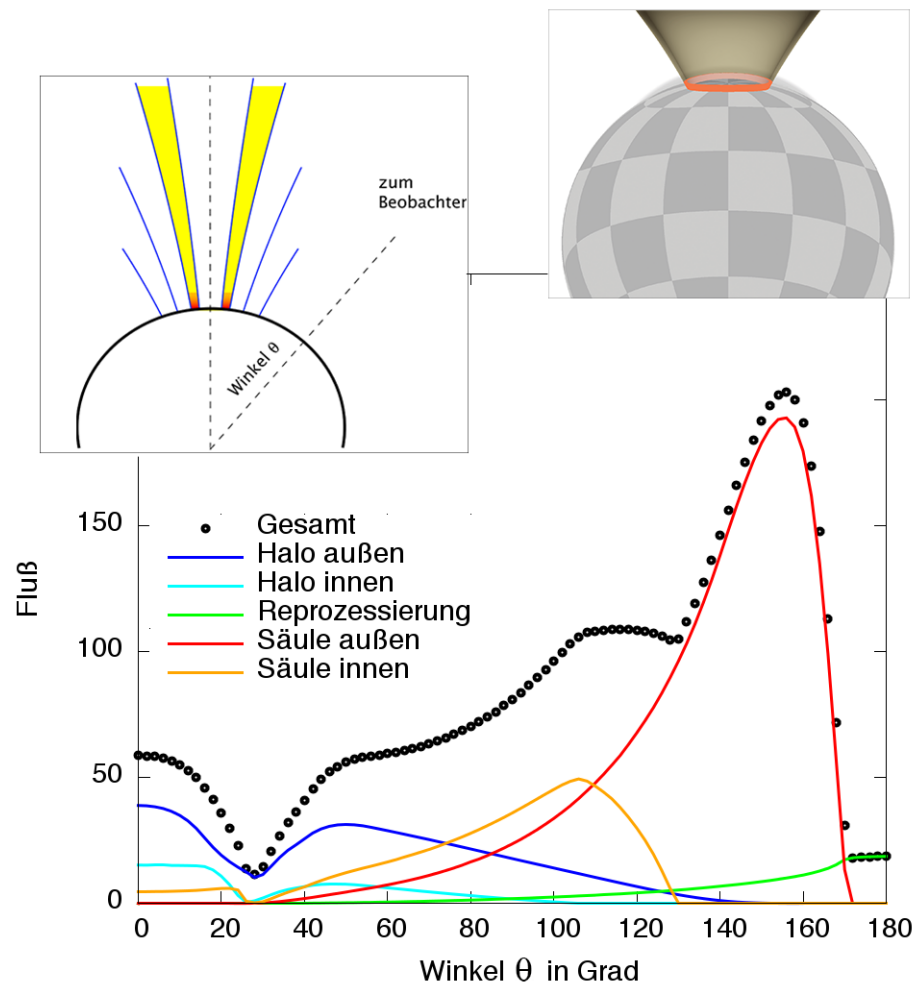 zum
Beobachter
Winkel θ
Gesamt
Halo außen
Halo innen
Reprozessierung
Säule außen
Säule innen
Fluß
150
100
50
0
0 20 40 60 80 100 120 140 160 180
Winkel θ in Grad